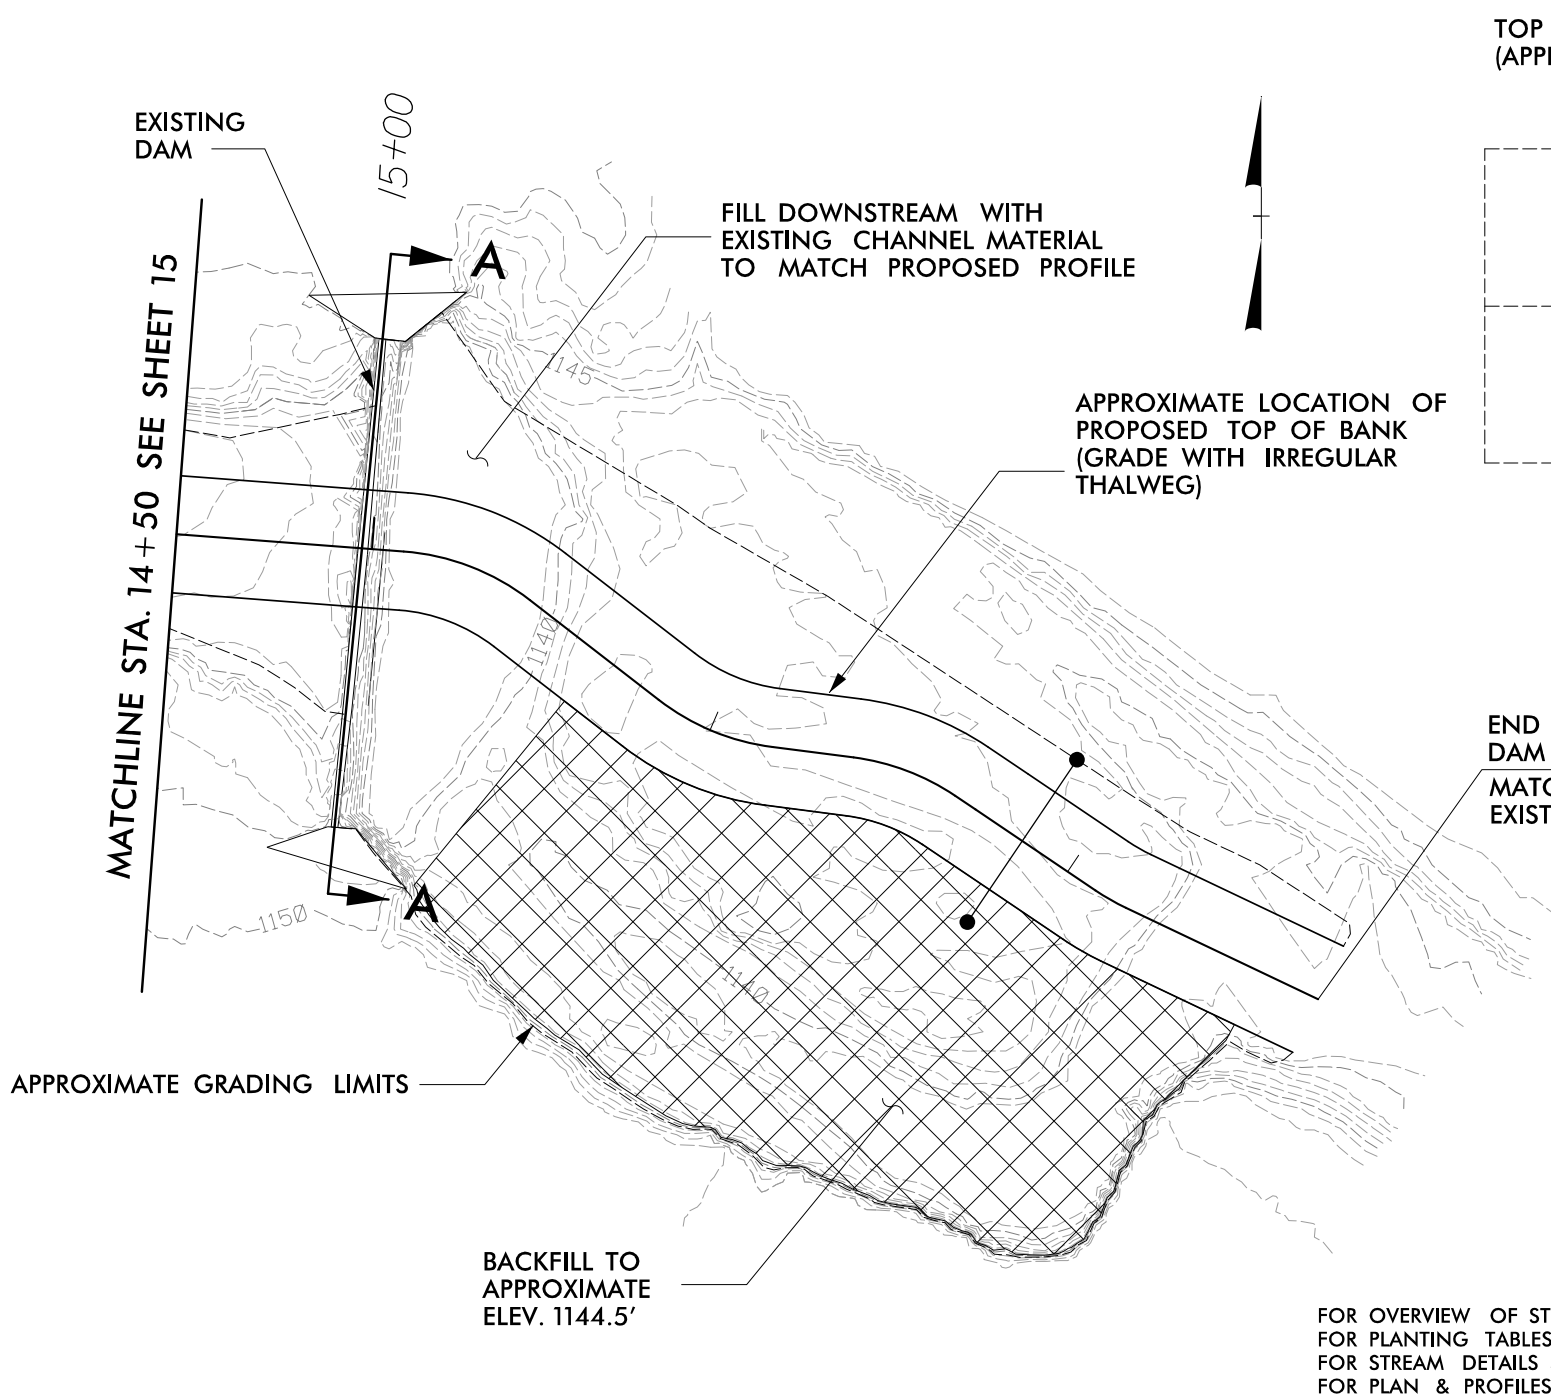 TOP
EXISTING
DAM
15+00
FILL DOWNSTREAM WITH
EXISTING CHANNEL MATERIAL
TO MATCH PROPOSED PROFILE
A
MATCHLINE STA. 14+50 SEE SHEET 15
1145
APPROXIMATE LOCATION OF
PROPOSED TOP OF BANK
(GRADE WITH IRREGULAR
THALWEG)
1140
END
DAM
1150
A
1140
APPROXIMATE GRADING LIMITS
BACKFILL TO
APPROXIMATE
ELEV. 1144.5'
FOR OVERVIEW OF ST
FOR PLANTING TABLES
FOR STREAM DETAILS
FOR PLAN & PROFILES